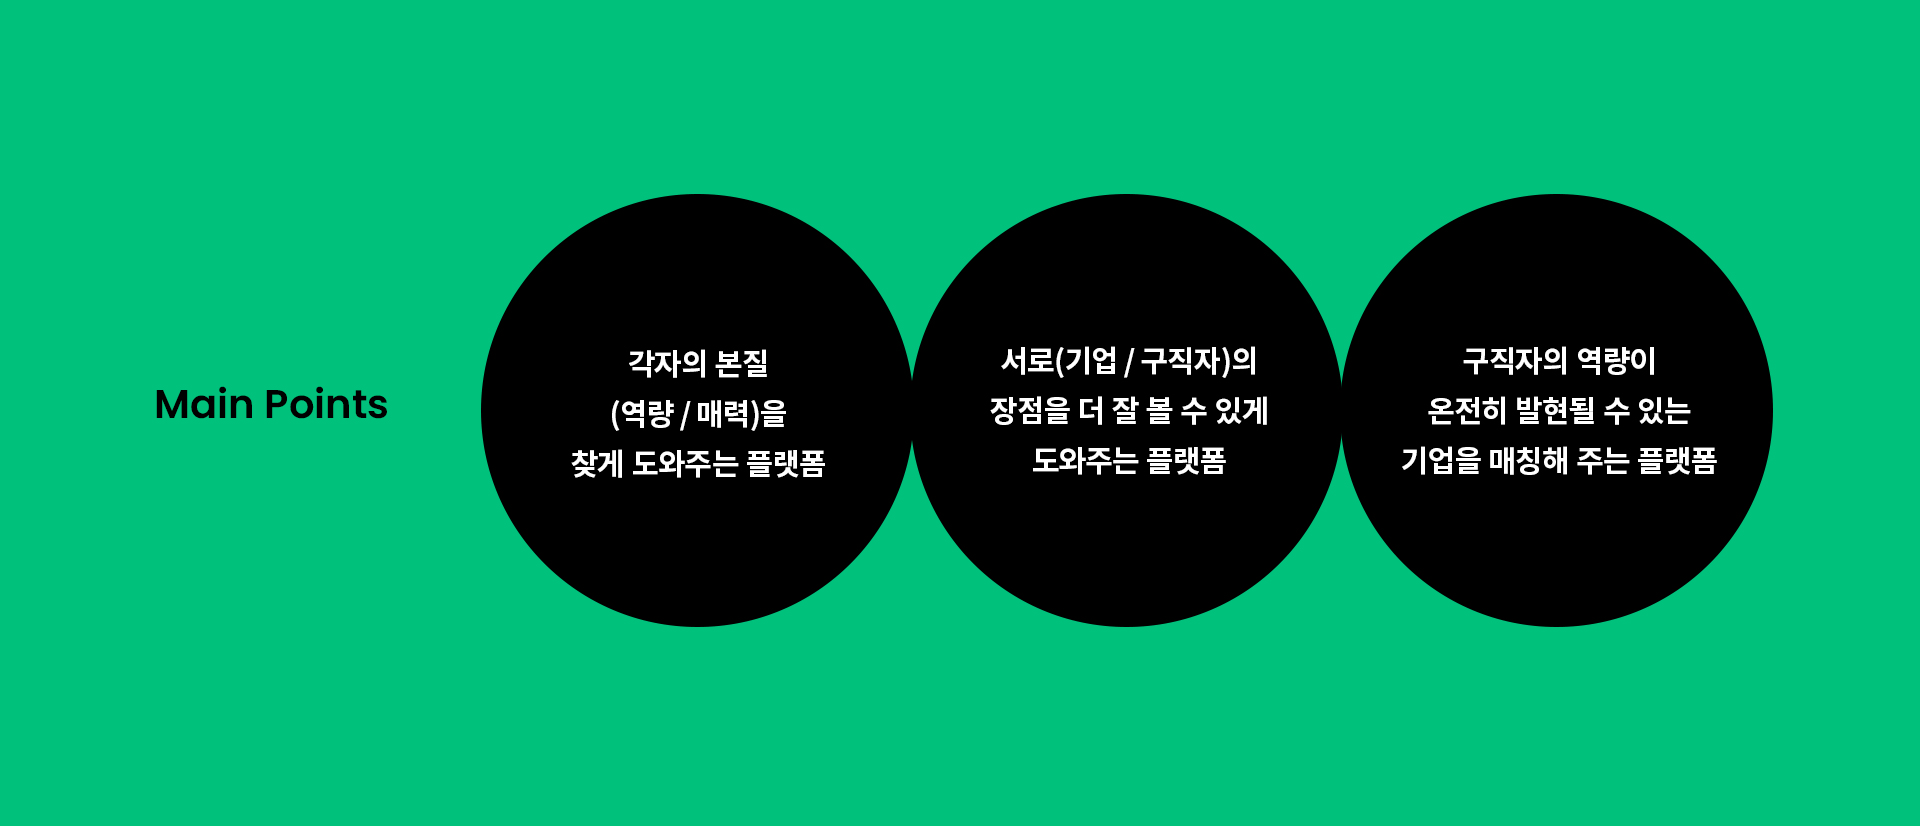 Main Points
각자의 본질
(역량 / 매력)을
찾게 도와주는 플랫폼
서로(기업 / 구직자)의
장점을 더 잘 볼 수 있게
도와주는 플랫폼
구직자의 역량이
온전히 발현될 수 있는
기업을 매칭해 주는 플랫폼